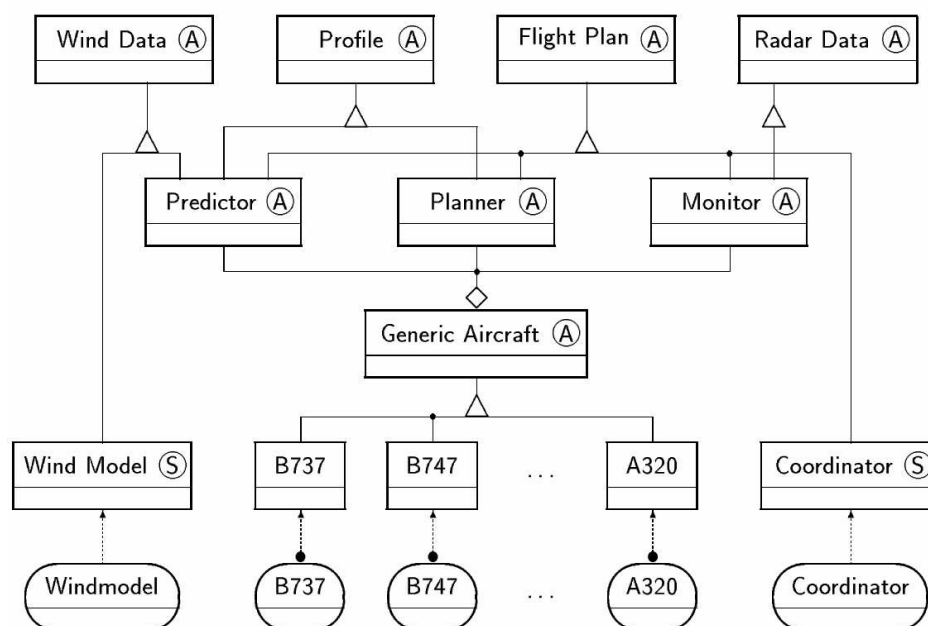 Wind Data A
Profile A
Flight Plan A
Radar Data A
Predictor A
Planner A
Monitor A
Generic Aircraft A
Wind Model S
B737
B747
...
A320
Coordinator S
Windmodel
B737
B747
...
A320
Coordinator